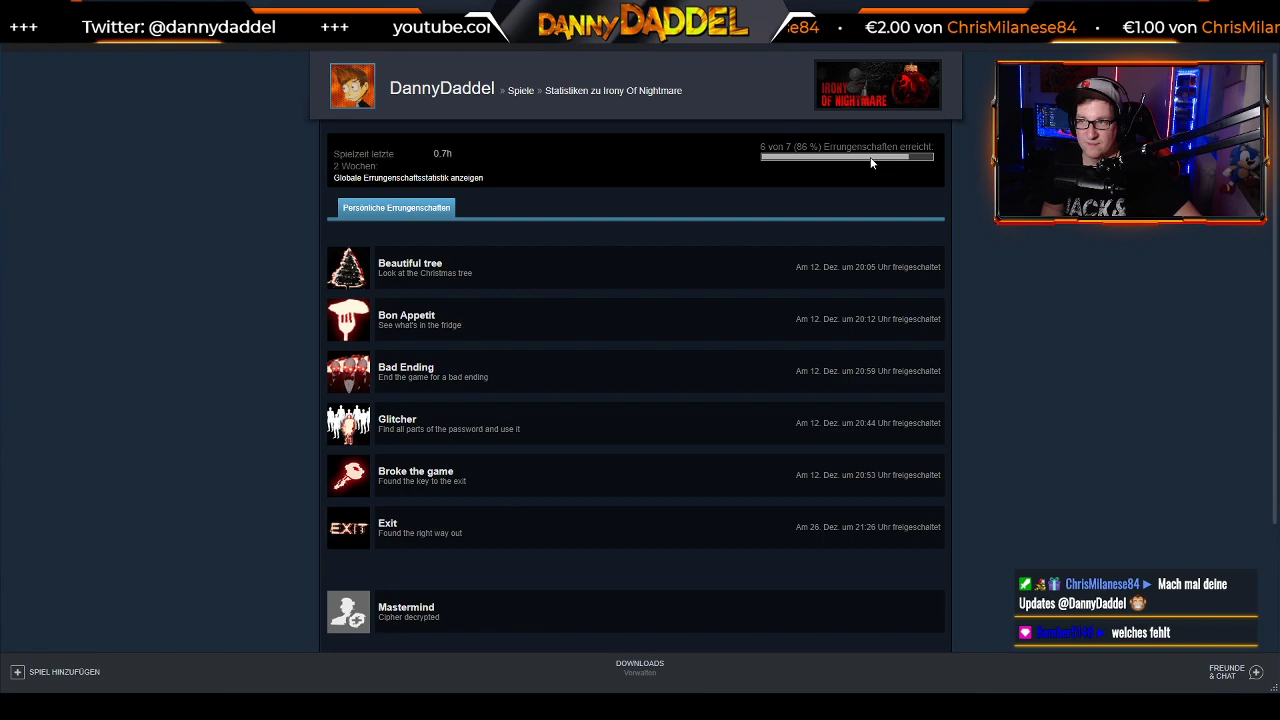 +++ Twitter: @dannydaddel +++ youtube.co
DANNYDADDEL
e84 · €2.00 von ChrisMilanese84 · €1.00 von ChrisMila
DannyDaddel » Spiele » Statistiken zu Irony Of Nightmare
IRONY
OF NIGHTMARE
Spielzeit letzte
2 Wochen:
0.7h
6 von 7 (86 %) Errungenschaften erreicht:
Globale Errungenschaftsstatistik anzeigen
Persönliche Errungenschaften
Beautiful tree
Look at the Christmas tree
Am 12. Dez. um 20:05 Uhr freigeschaltet
Bon Appetit
See what's in the fridge
Am 12. Dez. um 20:12 Uhr freigeschaltet
Bad Ending
End the game for a bad ending
Am 12. Dez. um 20:59 Uhr freigeschaltet
Glitcher
Find all parts of the password and use it
Am 12. Dez. um 20:44 Uhr freigeschaltet
Broke the game
Found the key to the exit
Am 12. Dez. um 20:53 Uhr freigeschaltet
EXIT
Exit
Found the right way out
Am 26. Dez. um 21:26 Uhr freigeschaltet
Mastermind
Cipher decrypted
ChrisMilanese84 Mach mal deine
Updates @DannyDaddel
welches fehlt
SPIEL HINZUFÜGEN
DOWNLOADS
Verwalten
FREUNDE
& CHAT